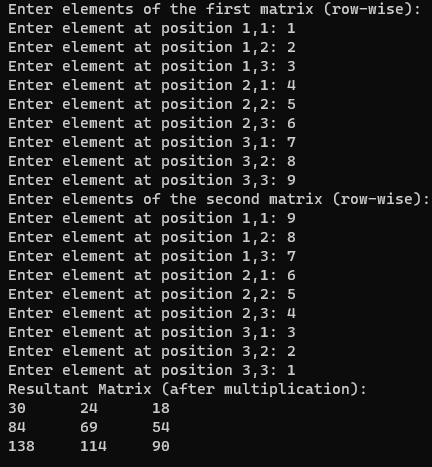 Enter elements of the first matrix (row-wise):
Enter element at position 1,1: 1
Enter element at position 1,2: 2
Enter element at position 1,3: 3
Enter element at position 2,1: 4
Enter element at position 2,2: 5
Enter element at position 2,3: 6
Enter element at position 3,1: 7
Enter element at position 3,2: 8
Enter element at position 3,3: 9
Enter elements of the second matrix (row-wise):
Enter element at position 1,1: 9
Enter element at position 1,2: 8
Enter element at position 1,3: 7
Enter element at position 2,1: 6
Enter element at position 2,2: 5
Enter element at position 2,3: 4
Enter element at position 3,1: 3
Enter element at position 3,2: 2
Enter element at position 3,3: 1
Resultant Matrix (after multiplication):
30 24 18
84 69 54
138 114 90